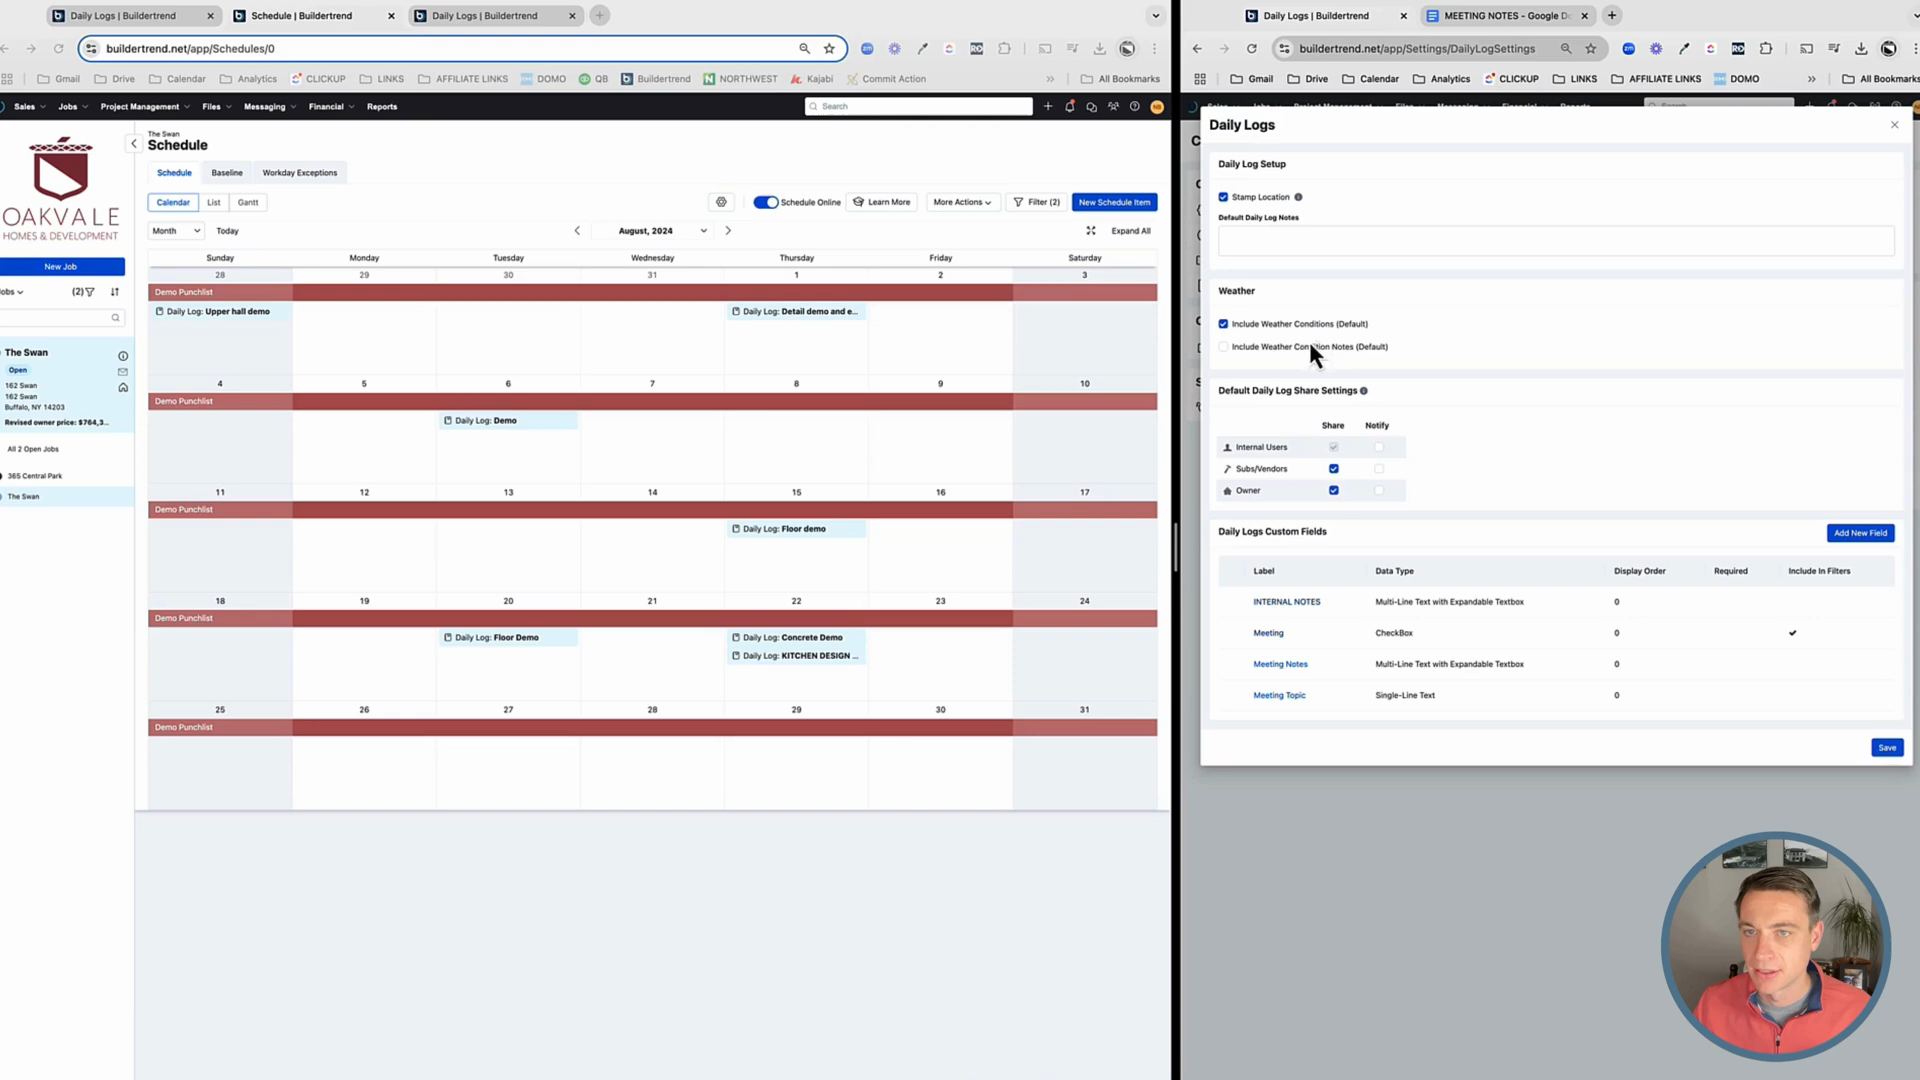 Daily Logs | Buildertrend
Schedule | Buildertrend
Daily Logs | Buildertrend
buildertrend.net/app/Schedules/0
Gmail
Drive
Calendar
Analytics
CLICKUP
LINKS
AFFILIATE LINKS
DOMO
QB
Buildertrend
NORTHWEST
Kajabi
Commit Action
All Bookmarks
Sales
Jobs
Project Management
Files
Messaging
Financial
Reports
Search
OAKVALE
HOMES & DEVELOPMENT
New Job
obs
(2)
The Swan
Open
162 Swan
162 Swan
Buffalo, NY 14203
Revised owner price: $764,3...
All 2 Open Jobs
365 Central Park
The Swan
The Swan
Schedule
Schedule
Baseline
Workday Exceptions
Calendar
List
Gantt
Schedule Online
Learn More
More Actions
Filter (2)
New Schedule Item
Month
Today
August, 2024
Expand All
Sunday
Monday
Tuesday
Wednesday
Thursday
Friday
Saturday
28
29
30
31
1
2
3
Demo Punchlist
Daily Log: Upper hall demo
Daily Log: Detail demo and e...
4
5
6
7
8
9
10
Demo Punchlist
Daily Log: Demo
11
12
13
14
15
16
17
Demo Punchlist
Daily Log: Floor demo
18
19
20
21
22
23
24
Demo Punchlist
Daily Log: Floor Demo
Daily Log: Concrete Demo
Daily Log: KITCHEN DESIGN ...
25
26
27
28
29
30
31
Demo Punchlist
Daily Logs | Buildertrend
MEETING NOTES - Google Do
buildertrend.net/app/Settings/DailyLogSettings
Gmail
Drive
Calendar
Analytics
CLICKUP
LINKS
AFFILIATE LINKS
DOMO
All Bookmarks
Daily Logs
Daily Log Setup
Stamp Location
Default Daily Log Notes
Weather
Include Weather Conditions (Default)
Include Weather Condition Notes (Default)
Default Daily Log Share Settings
Share
Notify
Internal Users
Subs/Vendors
Owner
Daily Logs Custom Fields
Add New Field
Label
Data Type
Display Order
Required
Include In Filters
INTERNAL NOTES
Multi-Line Text with Expandable Textbox
0
Meeting
CheckBox
0
Meeting Notes
Multi-Line Text with Expandable Textbox
0
Meeting Topic
Single-Line Text
0
Save